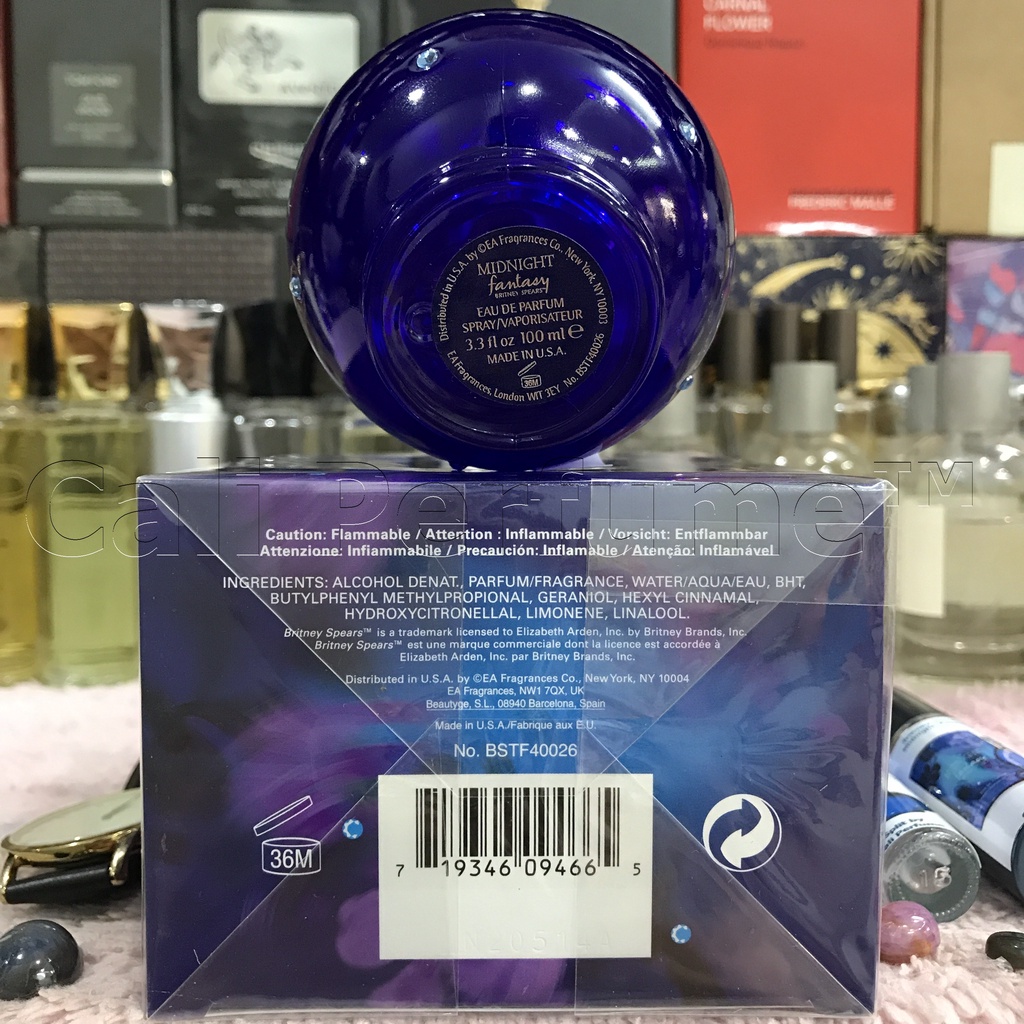 CARNAL
FLOWER
FREDERIC MALLE
Distributed in U.S.A. by ©EA Fragrances Co., New York, NY 10003
MIDNIGHT
fantasy
BRITNEY SPEARS™
EAU DE PARFUM
SPRAY/VAPORISATEUR
3.3 fl oz 100 ml ℮
MADE IN U.S.A.
36M
EA Fragrances, London W1T 3EY No. BSTF40026
Cali Perfume™
Caution: Flammable / Attention : Inflammable / Vorsicht: Entflammbar
Attenzione: Infiammabile / Precaución: Inflamable / Atenção: Inflamável
INGREDIENTS: ALCOHOL DENAT., PARFUM/FRAGRANCE, WATER/AQUA/EAU, BHT,
BUTYLPHENYL METHYLPROPIONAL, GERANIOL, HEXYL CINNAMAL,
HYDROXYCITRONELLAL, LIMONENE, LINALOOL.
Britney Spears™ is a trademark licensed to Elizabeth Arden, Inc. by Britney Brands, Inc.
Britney Spears™ est une marque commerciale dont la licence est accordée à
Elizabeth Arden, Inc. par Britney Brands, Inc.
Distributed in U.S.A. by ©EA Fragrances Co., New York, NY 10004
EA Fragrances, NW1 7QX, UK
Beautyge, S.L., 08940 Barcelona, Spain
Made in U.S.A./Fabrique aux E.U.
No. BSTF40026
36M
7 19346 09466 5